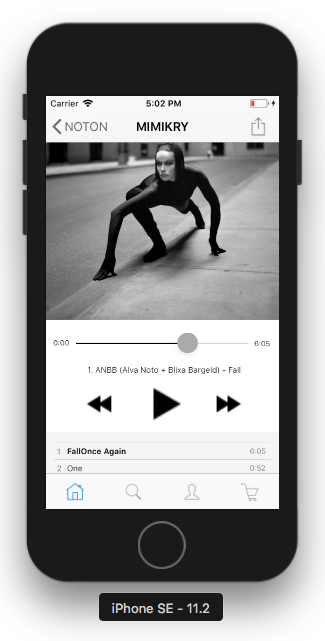 Carrier 5:02 PM
NOTON MIMIKRY
0:00 6:05
1. ANBB (Alva Noto + Blixa Bargeld) - Fall
1 FallOnce Again 6:05
2 One 0:52
iPhone SE - 11.2